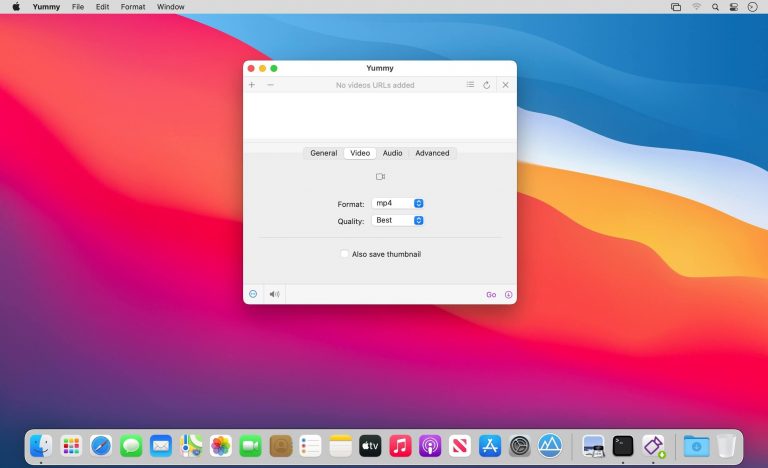 Yummy File Edit Format Window
Yummy
No videos URLs added
General Video Audio Advanced
Format: mp4
Quality: Best
Also save thumbnail
Go
tv